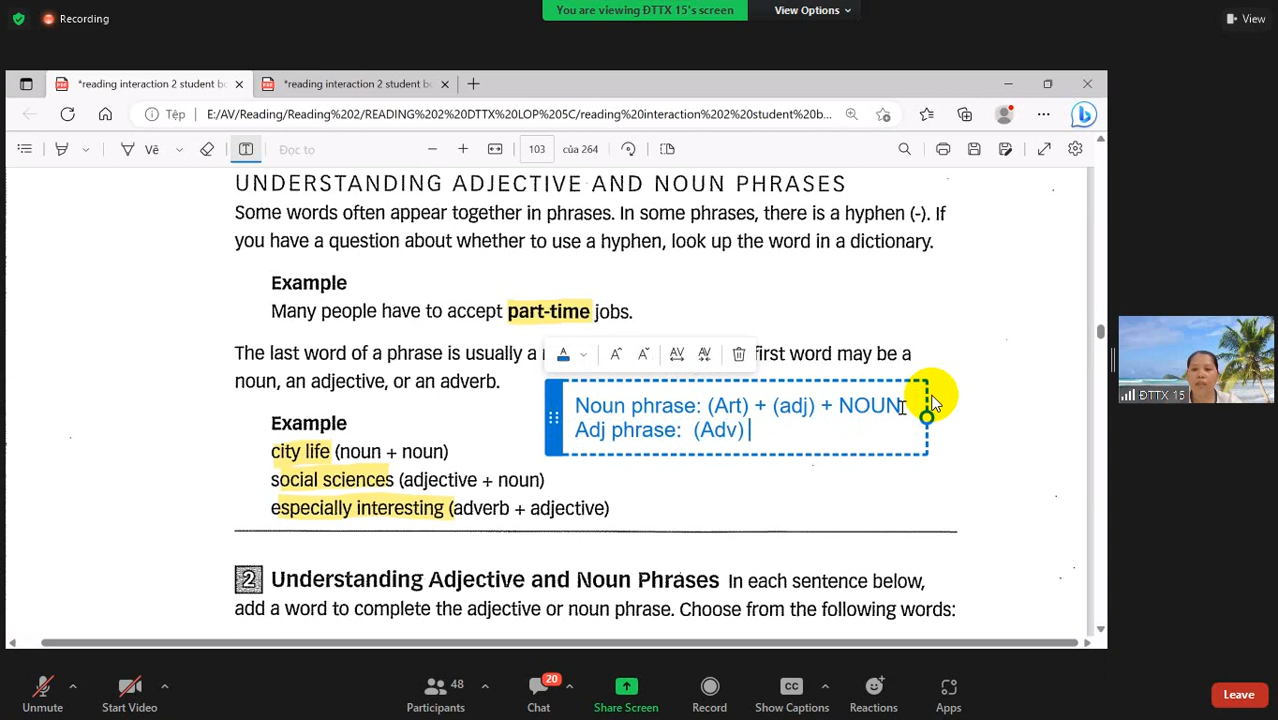 Recording
You are viewing ĐTTX 15's screen
View Options
View
*reading interaction 2 student bo
*reading interaction 2 student bo
Tệp
E:/AV/Reading/Reading%202/READING%202%20DTTX%20LOP%205C/reading%20interaction%202%20student%20b...
Vẽ
Đọc to
103
của 264
UNDERSTANDING ADJECTIVE AND NOUN PHRASES
Some words often appear together in phrases. In some phrases, there is a hyphen (-). If
you have a question about whether to use a hyphen, look up the word in a dictionary.
Example
Many people have to accept part-time jobs.
The last word of a phrase is usually a
first word may be a
noun, an adjective, or an adverb.
Noun phrase: (Art) + (adj) + NOUN
Adj phrase: (Adv)
Example
city life (noun + noun)
social sciences (adjective + noun)
especially interesting (adverb + adjective)
2 Understanding Adjective and Noun Phrases In each sentence below,
add a word to complete the adjective or noun phrase. Choose from the following words:
ĐTTX 15
Unmute
Start Video
48
Participants
20
Chat
Share Screen
Record
CC
Show Captions
Reactions
Apps
Leave